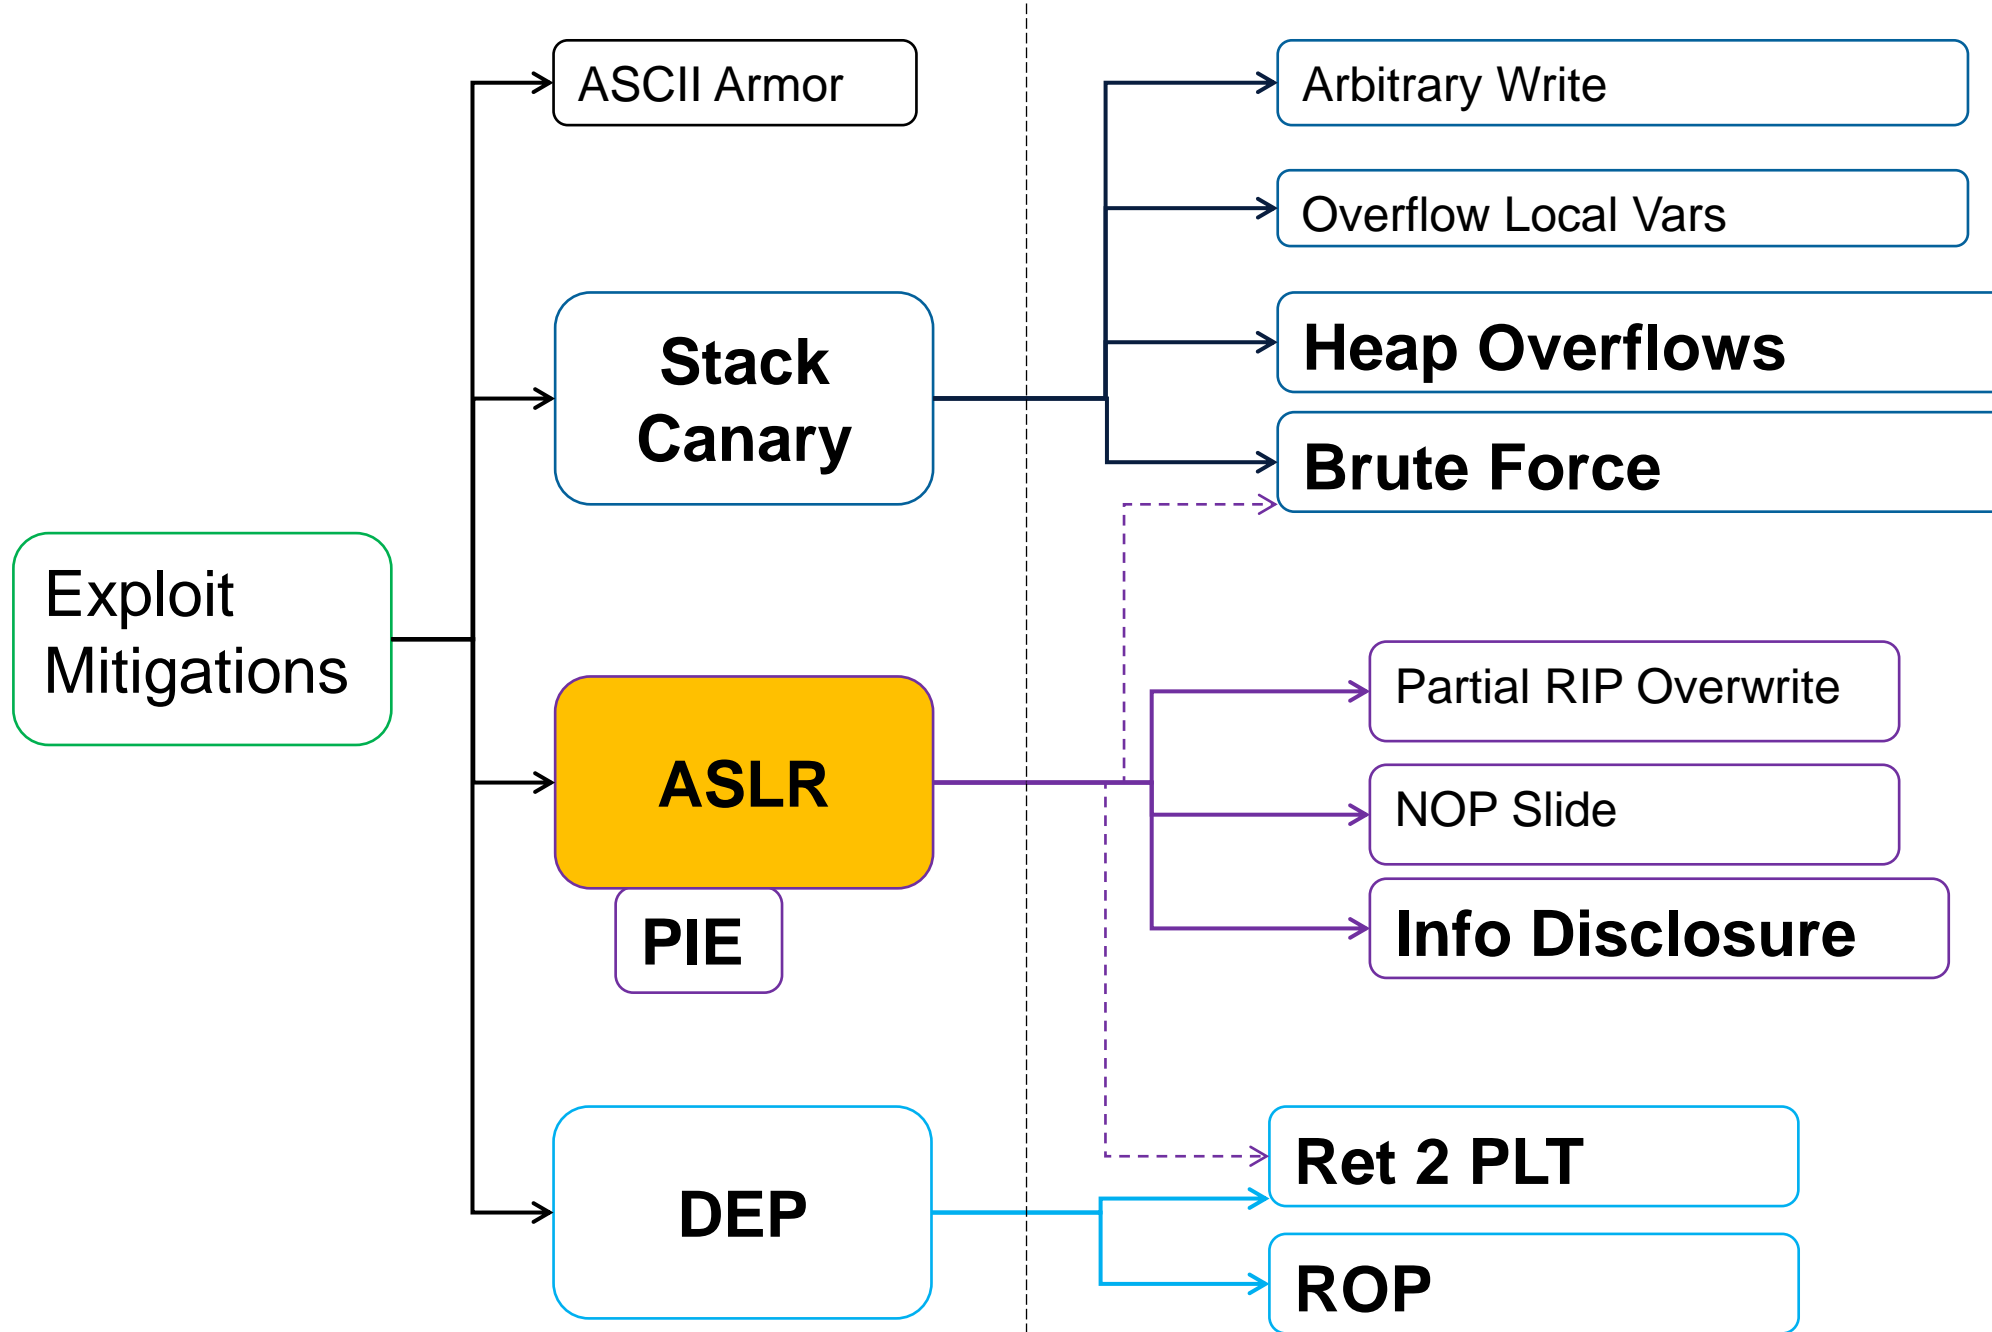 Exploit
Mitigations
ASCII Armor
Stack
Canary
ASLR
PIE
DEP
Arbitrary Write
Overflow Local Vars
Heap Overflows
Brute Force
Partial RIP Overwrite
NOP Slide
Info Disclosure
Ret 2 PLT
ROP